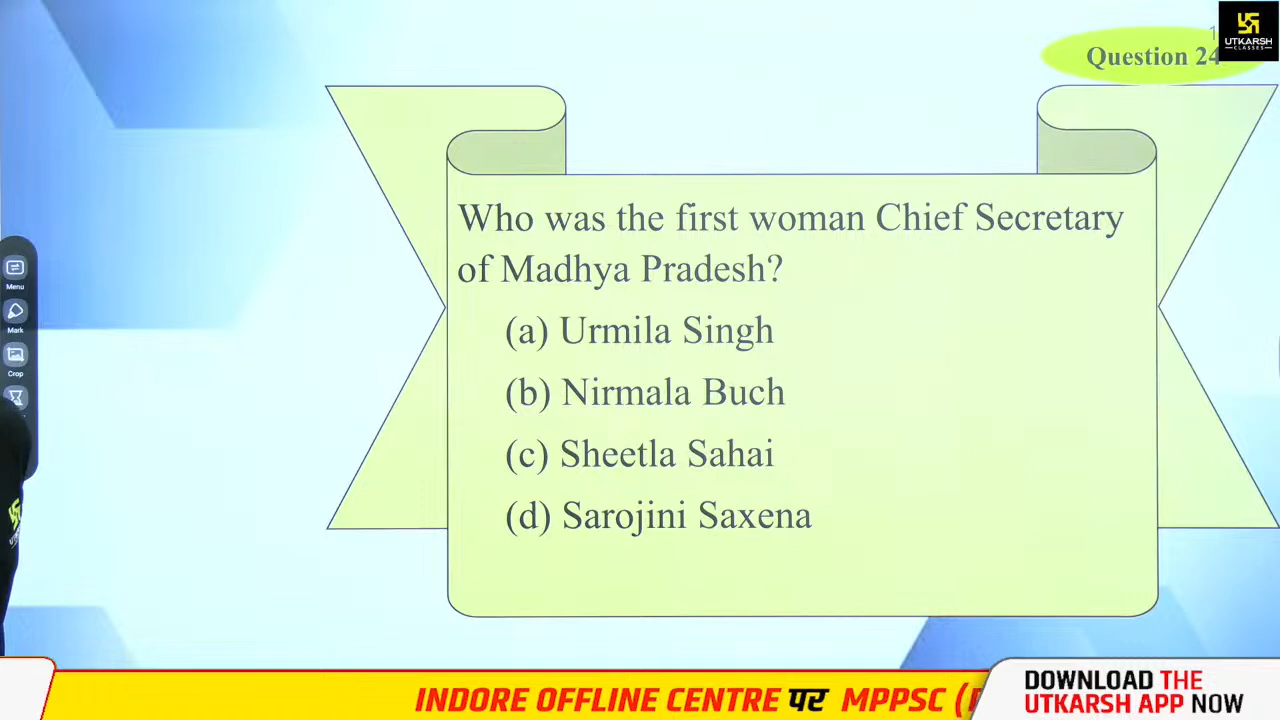 UTKARSH
CLASSES
Question 24
Who was the first woman Chief Secretary
of Madhya Pradesh?
(a) Urmila Singh
(b) Nirmala Buch
(c) Sheetla Sahai
(d) Sarojini Saxena
Menu
Mark
Crop
INDORE OFFLINE CENTRE पर MPPSC
DOWNLOAD THE
UTKARSH APP NOW